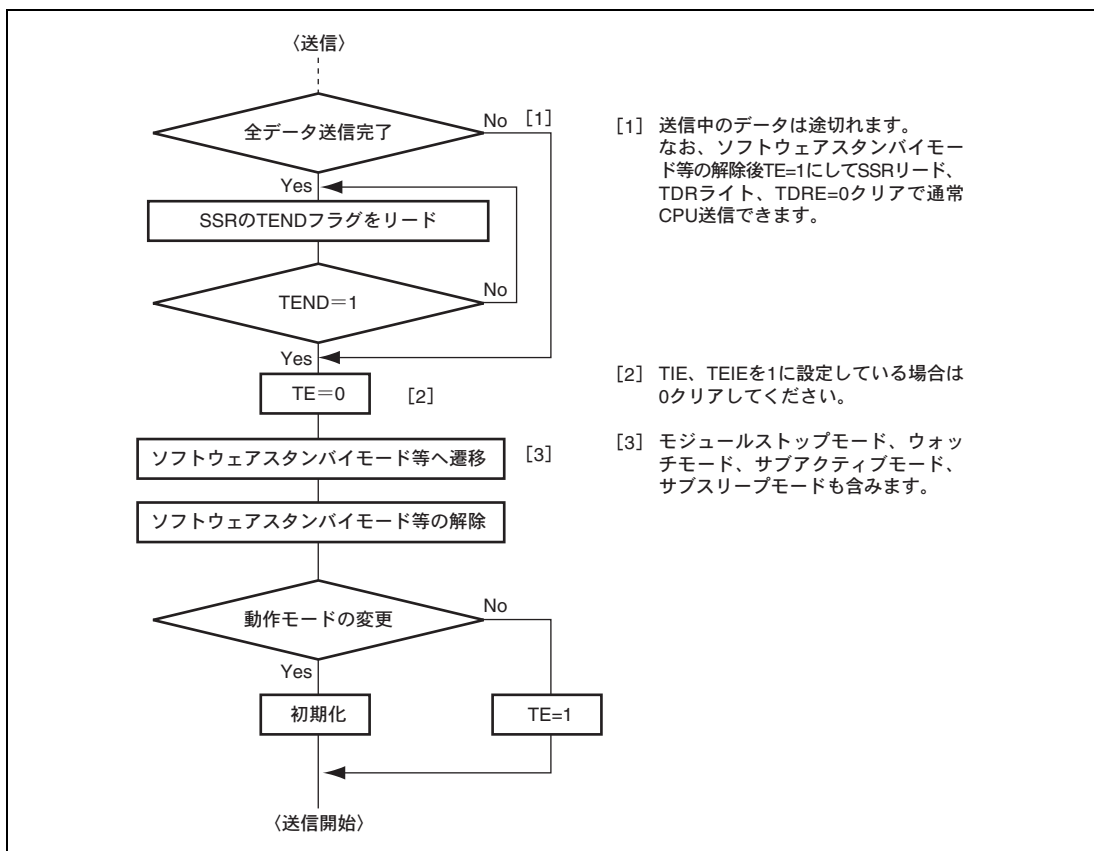 〈送信〉
全データ送信完了
No [1]
Yes
SSRのTENDフラグをリード
TEND＝1
No
Yes
TE＝0 [2]
ソフトウェアスタンバイモード等へ遷移 [3]
ソフトウェアスタンバイモード等の解除
動作モードの変更
No
Yes
初期化
TE=1
〈送信開始〉
[1] 送信中のデータは途切れます。
なお、ソフトウェアスタンバイモー
ド等の解除後TE=1にしてSSRリード、
TDRライト、TDRE=0クリアで通常
CPU送信できます。
[2] TIE、TEIEを1に設定している場合は
0クリアしてください。
[3] モジュールストップモード、ウォッ
チモード、サブアクティブモード、
サブスリープモードも含みます。